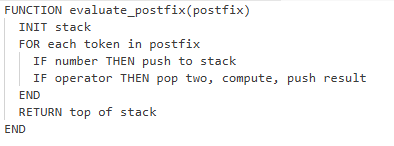 FUNCTION evaluate_postfix(postfix)
  INIT stack
  FOR each token in postfix
    IF number THEN push to stack
    IF operator THEN pop two, compute, push result
  END
  RETURN top of stack
END